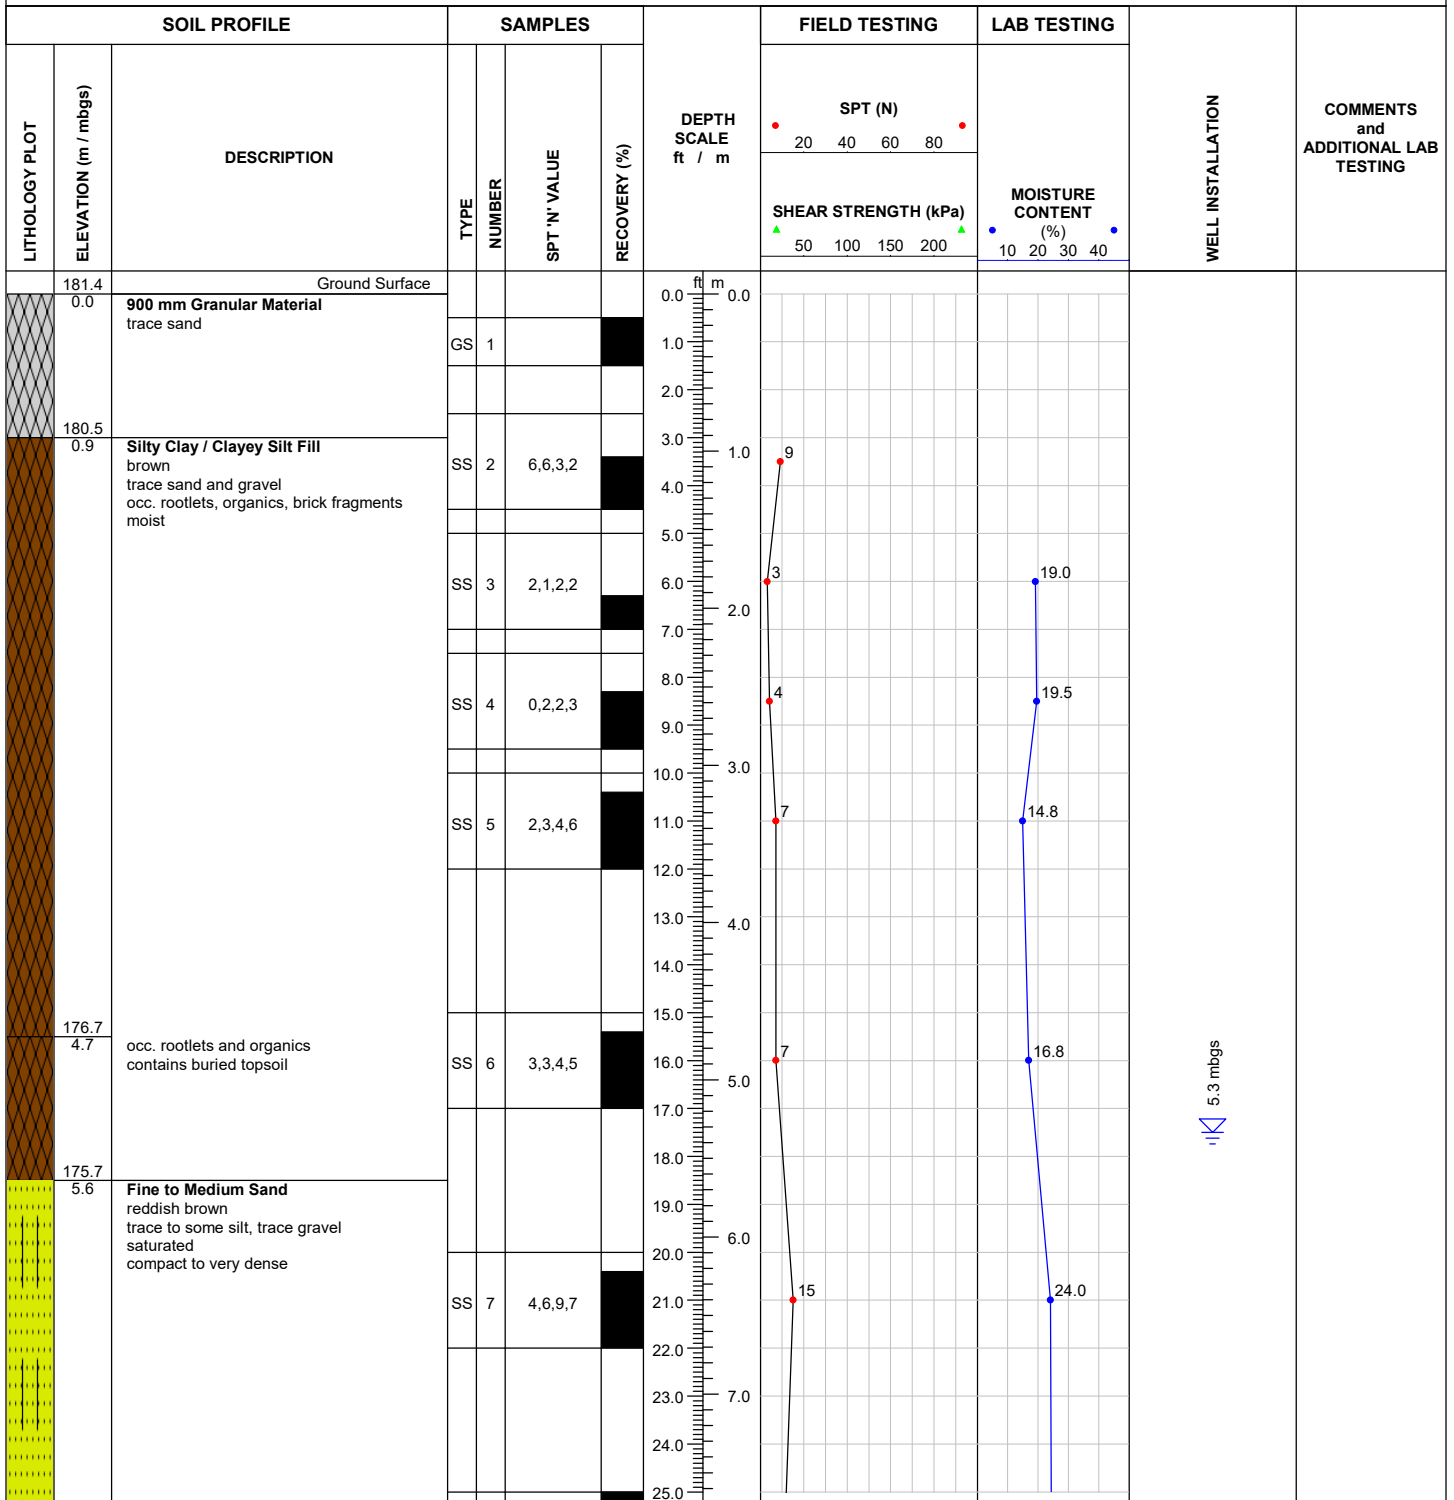 SOIL PROFILE
SAMPLES
FIELD TESTING
LAB TESTING
LITHOLOGY PLOT
ELEVATION (m / mbgs)
DESCRIPTION
TYPE
NUMBER
SPT 'N' VALUE
RECOVERY (%)
DEPTH
SCALE
ft / m
SPT (N)
20 40 60 80
SHEAR STRENGTH (kPa)
50 100 150 200
MOISTURE
CONTENT
(%)
10 20 30 40
WELL INSTALLATION
COMMENTS
and
ADDITIONAL LAB
TESTING
181.4 Ground Surface
0.0
900 mm Granular Material
trace sand
180.5
0.9
Silty Clay / Clayey Silt Fill
brown
trace sand and gravel
occ. rootlets, organics, brick fragments
moist
176.7
4.7
occ. rootlets and organics
contains buried topsoil
175.7
5.6
Fine to Medium Sand
reddish brown
trace to some silt, trace gravel
saturated
compact to very dense
GS 1
SS 2 6,6,3,2
SS 3 2,1,2,2
SS 4 0,2,2,3
SS 5 2,3,4,6
SS 6 3,3,4,5
SS 7 4,6,9,7
ft m
0.0
1.0
2.0
3.0
4.0
5.0
6.0
7.0
8.0
9.0
10.0
11.0
12.0
13.0
14.0
15.0
16.0
17.0
18.0
19.0
20.0
21.0
22.0
23.0
24.0
25.0
0.0
1.0
2.0
3.0
4.0
5.0
6.0
7.0
9
3
4
7
7
15
19.0
19.5
14.8
16.8
24.0
5.3 mbgs